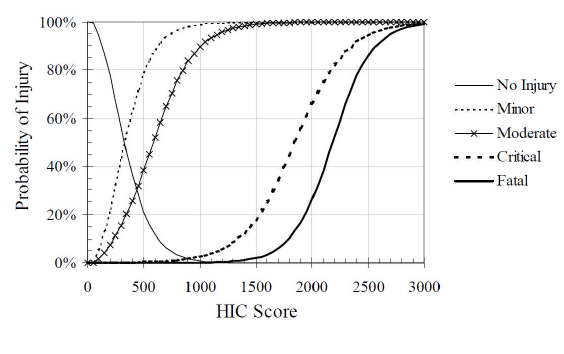 Probability of Injury
100%
80%
60%
40%
20%
0%
0 500 1000 1500 2000 2500 3000
HIC Score
No Injury
Minor
Moderate
Critical
Fatal